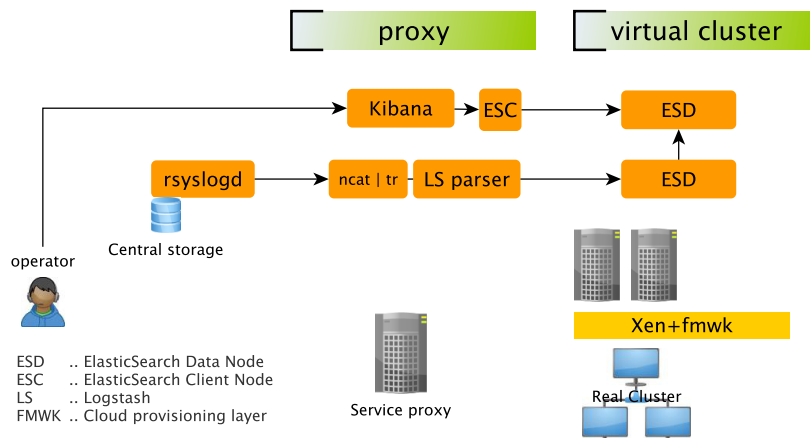 proxy
virtual cluster
Kibana
ESC
ESD
rsyslogd
ncat | tr
LS parser
ESD
Central storage
operator
Xen+fmwk
ESD .. ElasticSearch Data Node
ESC .. ElasticSearch Client Node
LS .. Logstash
FMWK .. Cloud provisioning layer
Service proxy
Real Cluster